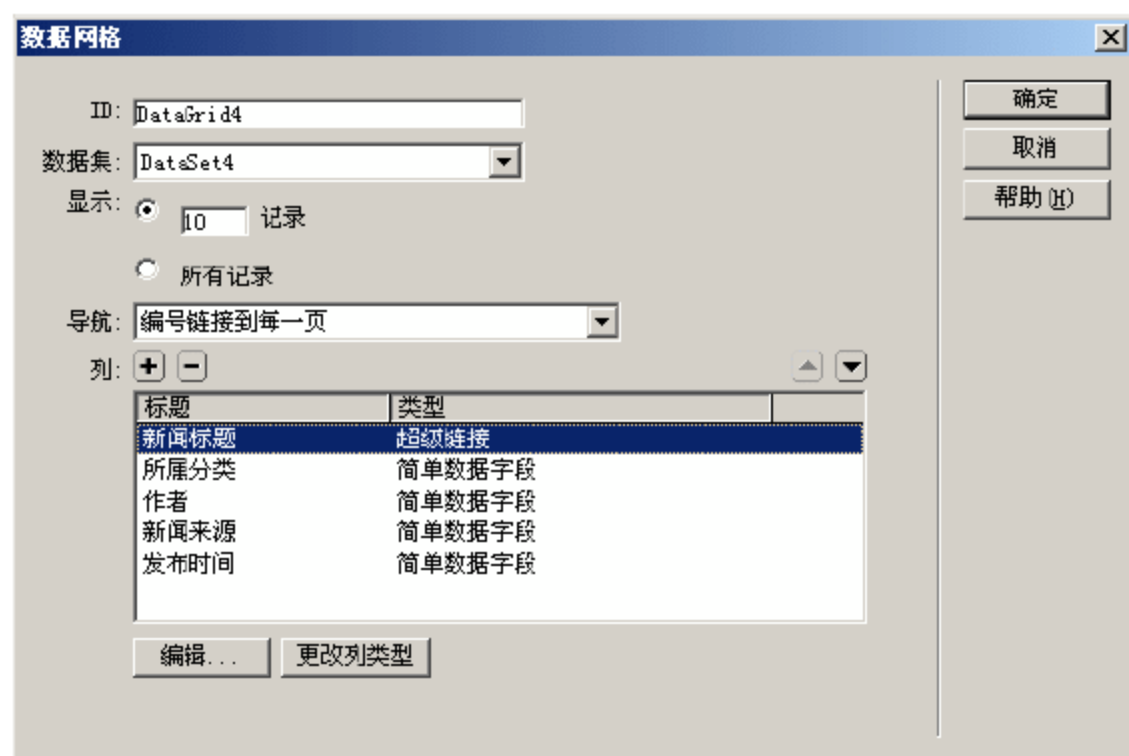 数据网格
ID: DataGrid4
确定
数据集: DataSet4
取消
显示: 10 记录
帮助(H)
所有记录
导航: 编号链接到每一页
列:
标题 类型
新闻标题 超级链接
所属分类 简单数据字段
作者 简单数据字段
新闻来源 简单数据字段
发布时间 简单数据字段
编辑... 更改列类型